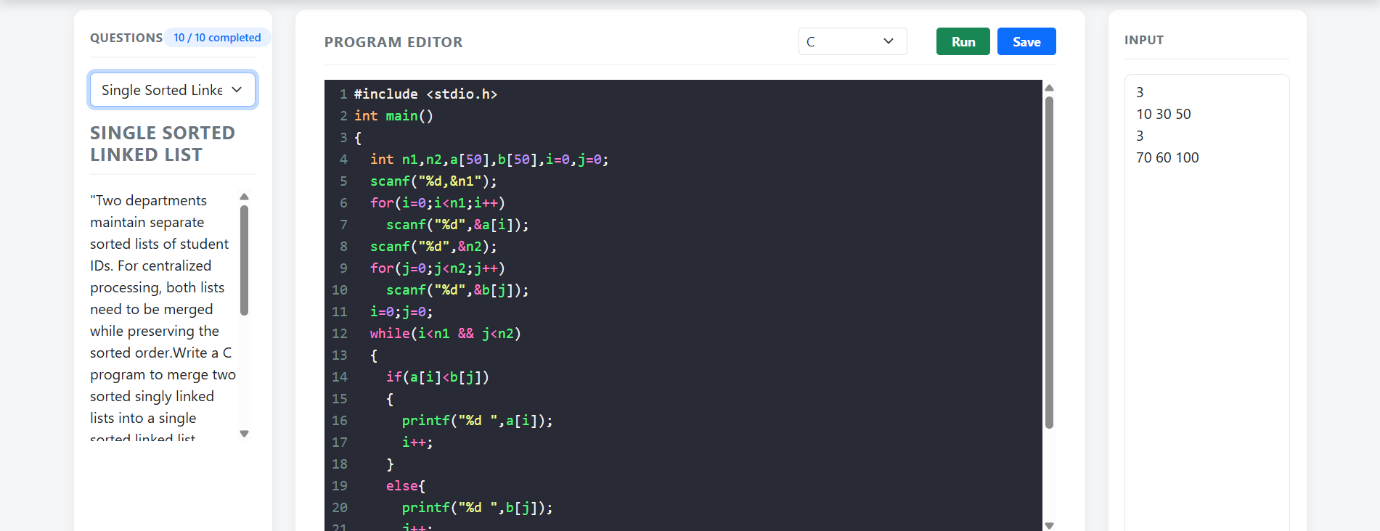 QUESTIONS 10 / 10 completed
Single Sorted Linke
SINGLE SORTED
LINKED LIST
"Two departments
maintain separate
sorted lists of student
IDs. For centralized
processing, both lists
need to be merged
while preserving the
sorted order.Write a C
program to merge two
sorted singly linked
lists into a single
sorted linked list
PROGRAM EDITOR
C
Run
Save
1 #include <stdio.h>
2 int main()
3 {
4 int n1,n2,a[50],b[50],i=0,j=0;
5 scanf("%d,&n1");
6 for(i=0;i<n1;i++)
7 scanf("%d",&a[i]);
8 scanf("%d",&n2);
9 for(j=0;j<n2;j++)
10 scanf("%d",&b[j]);
11 i=0;j=0;
12 while(i<n1 && j<n2)
13 {
14 if(a[i]<b[j])
15 {
16 printf("%d ",a[i]);
17 i++;
18 }
19 else{
20 printf("%d ",b[j]);
21 j++;
INPUT
3
10 30 50
3
70 60 100